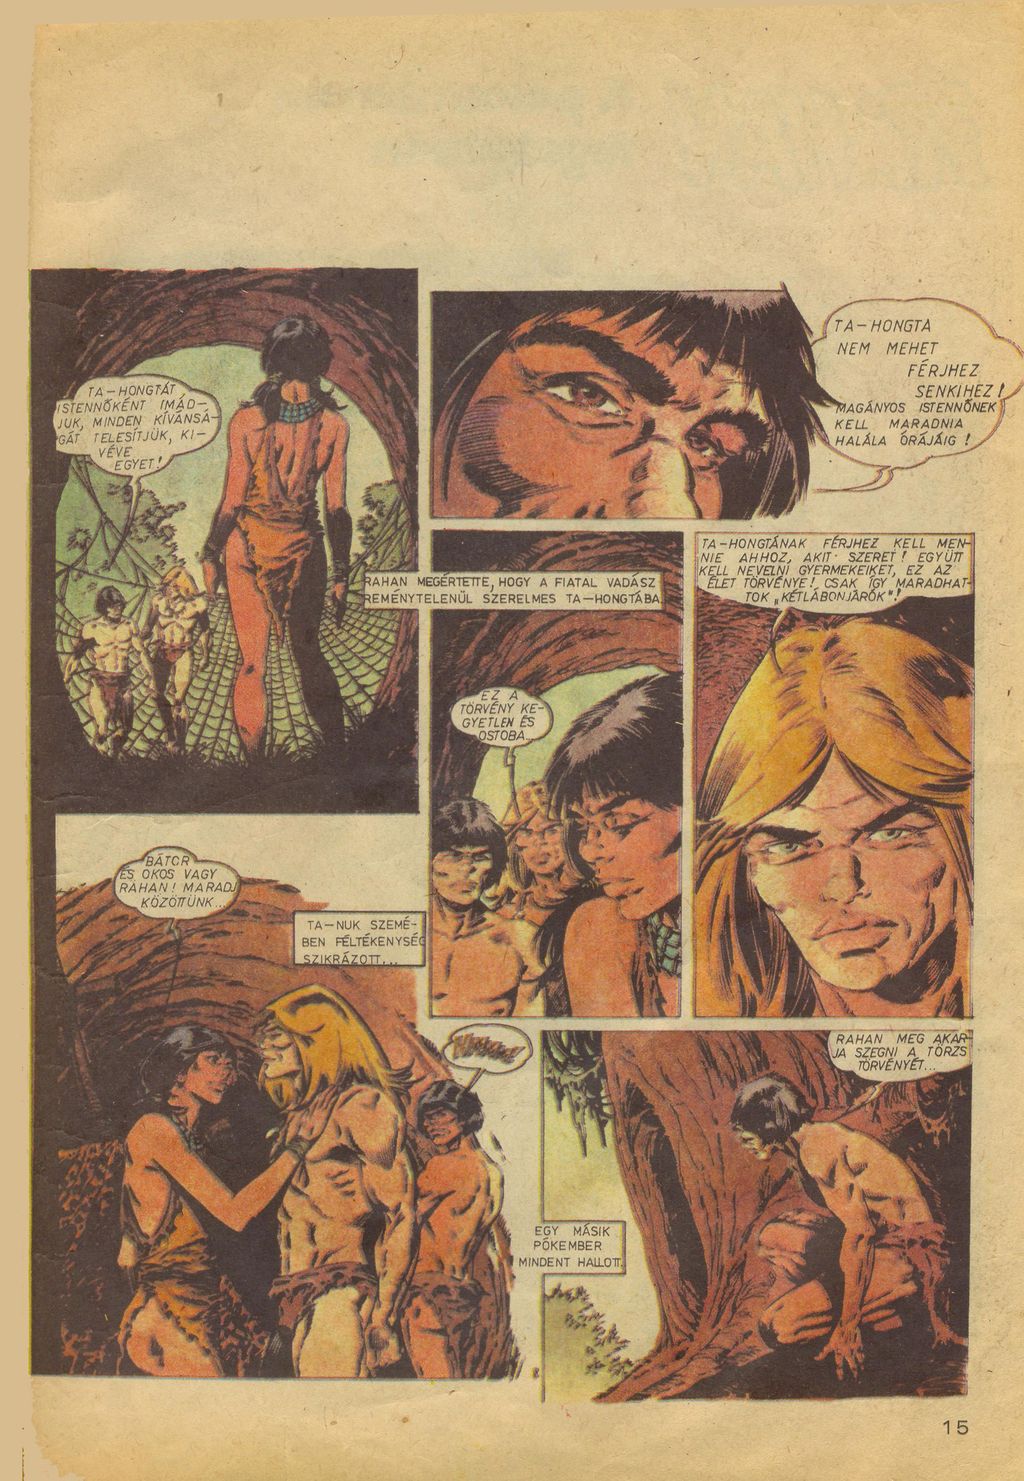 TA-HONGTÁT
ISTENNŐKÉNT IMÁD-
JUK, MINDEN KÍVÁNSÁ-
GÁT TELESÍTJÜK, KI-
VÉVE
EGYET!
TA-HONGTA
NEM MEHET
FÉRJHEZ
SENKIHEZ!
MAGÁNYOS ISTENNŐNEK
KELL MARADNIA
HALÁLA ÓRÁJÁIG!
RAHAN MEGÉRTETTE, HOGY A FIATAL VADÁSZ
REMÉNYTELENÜL SZERELMES TA-HONGTÁBA.
EZ A
TÖRVÉNY KE-
GYETLEN ÉS
OSTOBA...
TA-HONGTÁNAK FÉRJHEZ KELL MEN-
NIE AHHOZ, AKIT SZERET! EGYÜTT
KELL NEVELNI GYERMEKEIKET, EZ AZ
ÉLET TÖRVÉNYE! CSAK ÍGY MARADHAT-
TOK „KÉTLÁBONJÁRÓK"!
BÁTOR
ÉS OKOS VAGY
RAHAN! MARADJ
KÖZÖTTÜNK...
TA-NUK SZEMÉ-
BEN FÉLTÉKENYSÉG
SZIKRÁZOTT...
RAHAN MEG AKAR-
JA SZEGNI A TÖRZS
TÖRVÉNYÉT...
EGY MÁSIK
PÓKEMBER
MINDENT HALLOTT.
15